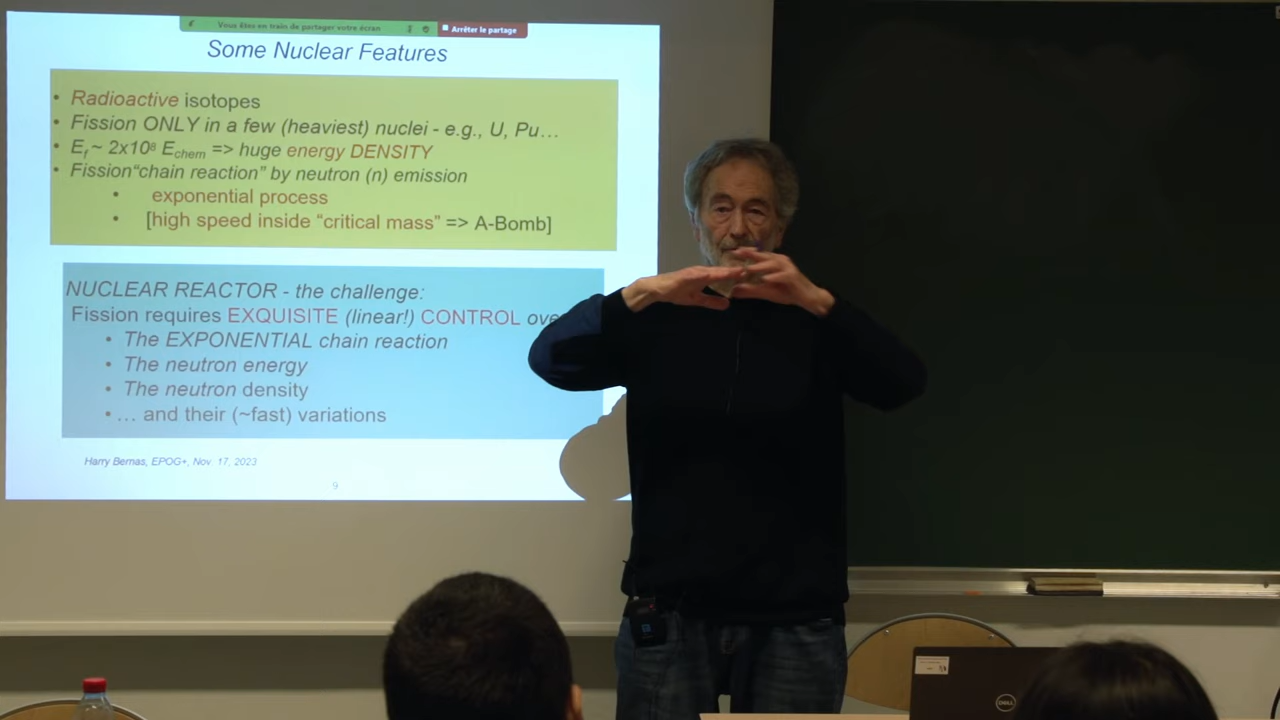 Vous êtes en train de partager votre écran
Arrêter le partage
Some Nuclear Features
• Radioactive isotopes
• Fission ONLY in a few (heaviest) nuclei - e.g., U, Pu…
• Ef ~ 2x10⁸ Echem => huge energy DENSITY
• Fission“chain reaction” by neutron (n) emission
• exponential process
• [high speed inside “critical mass” => A-Bomb]
NUCLEAR REACTOR - the challenge:
Fission requires EXQUISITE (linear!) CONTROL ove
• The EXPONENTIAL chain reaction
• The neutron energy
• The neutron density
• … and their (~fast) variations
Harry Bernas, EPOG+, Nov. 17, 2023
9
DELL